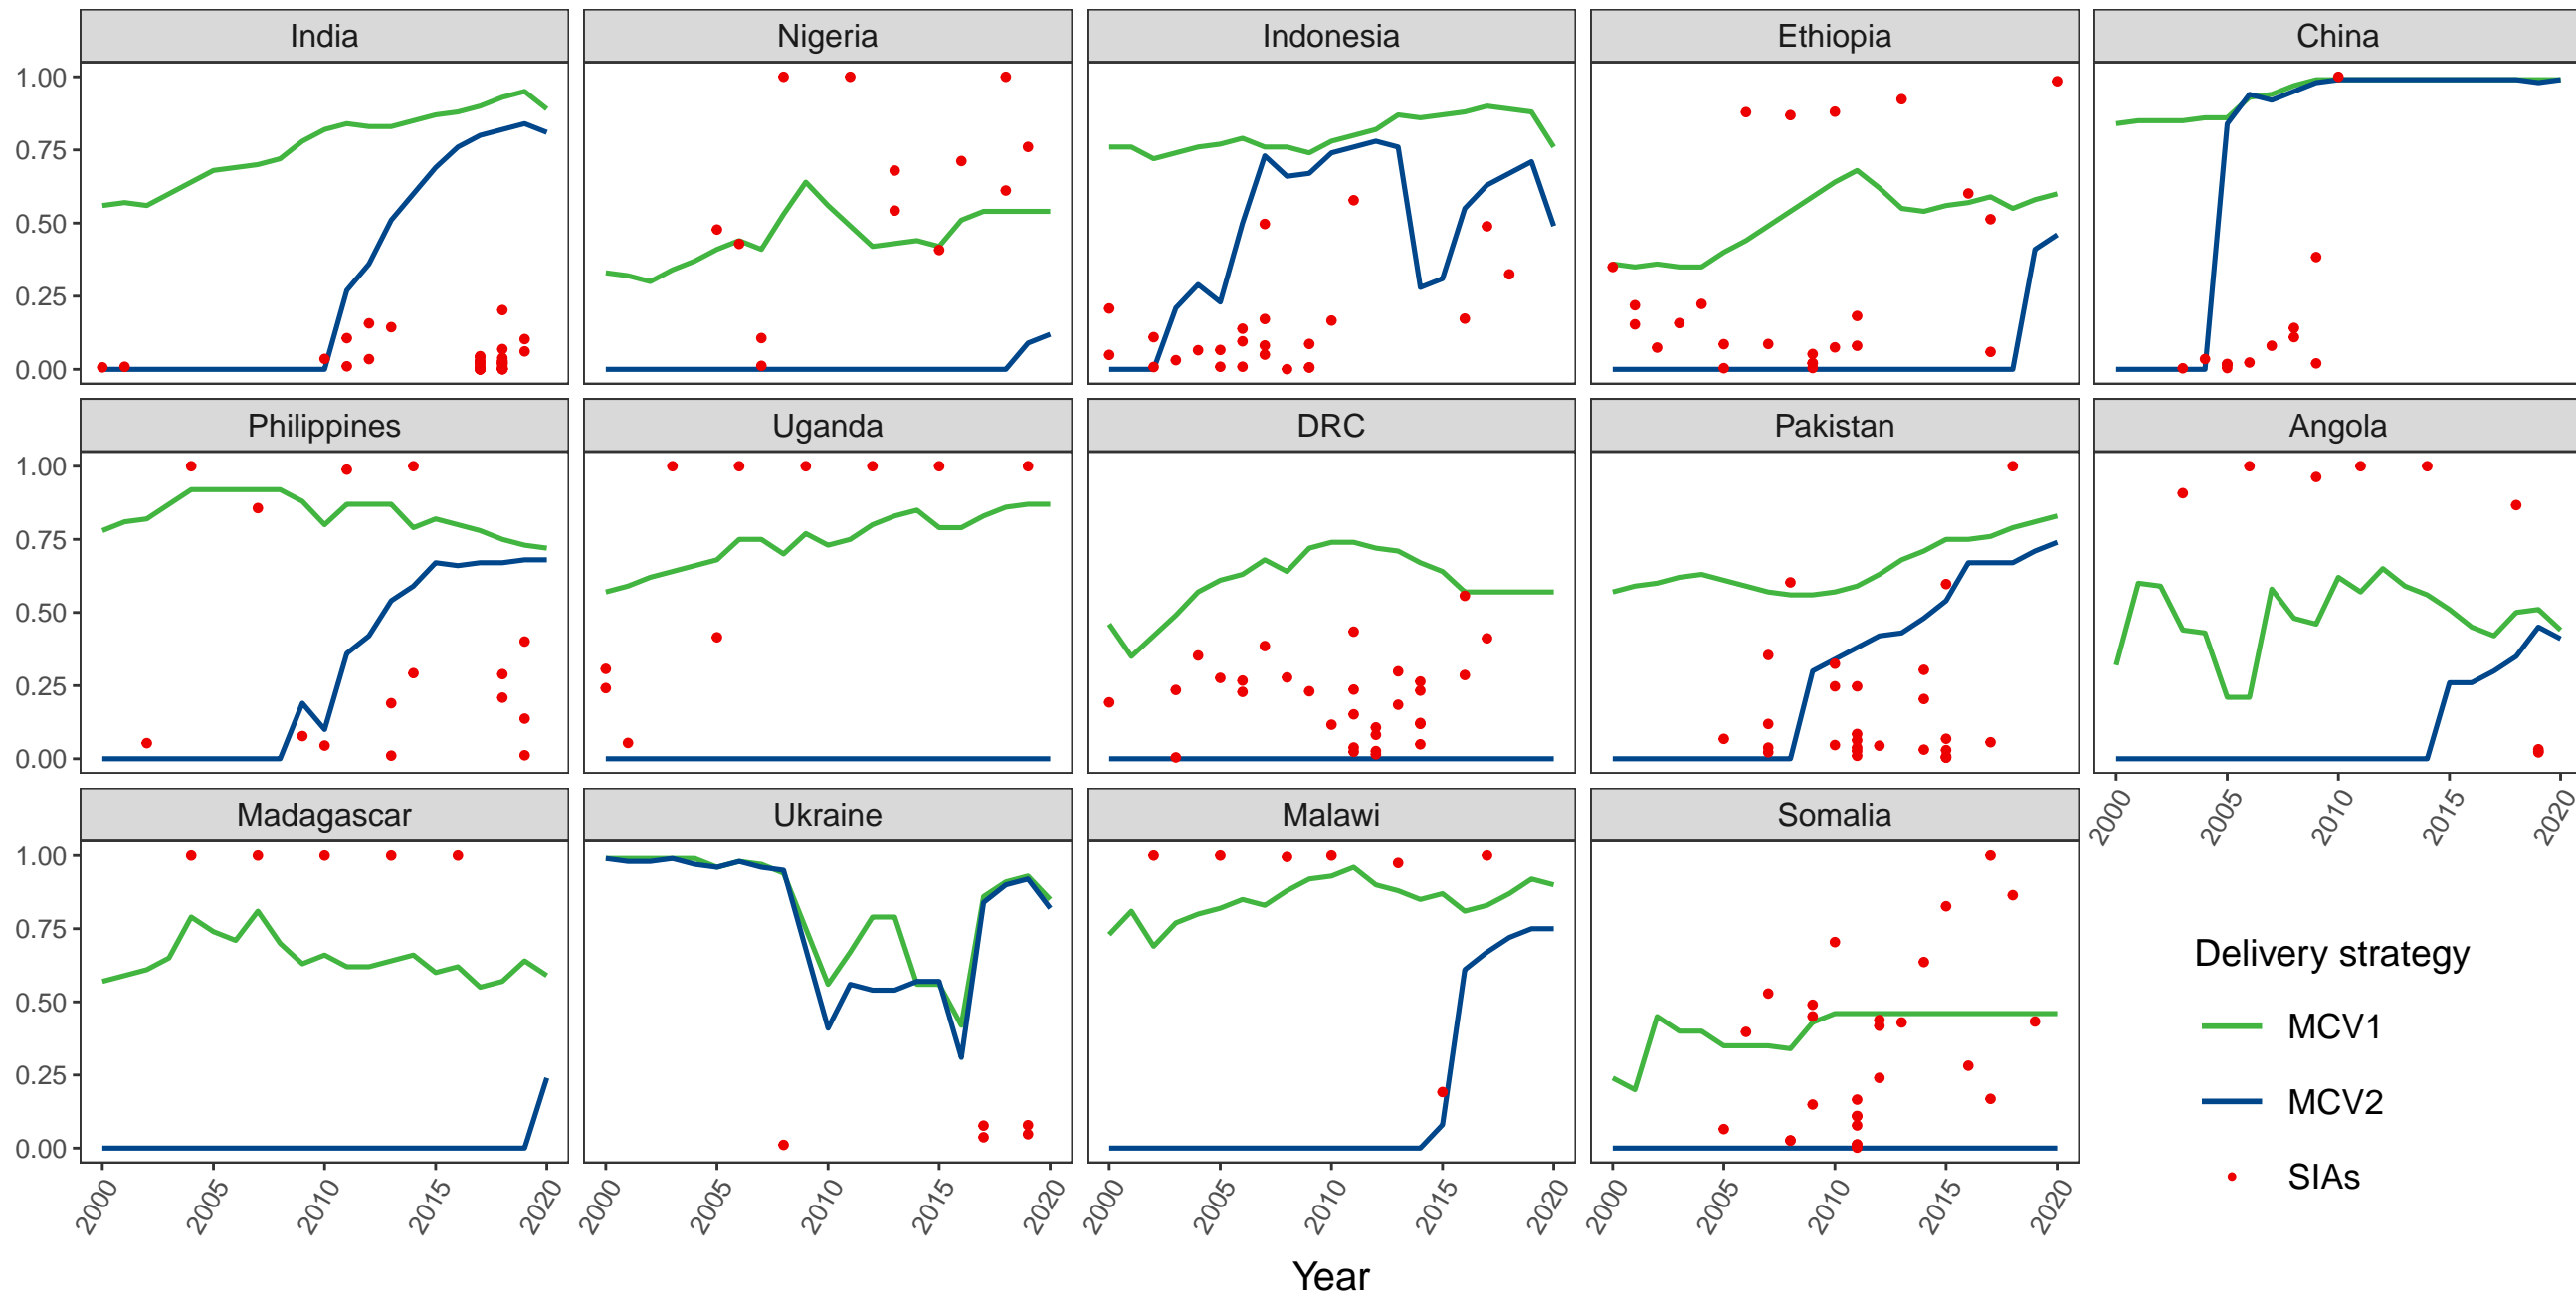 India Nigeria Indonesia Ethiopia China
1.00
0.75
0.50
0.25
0.00
Philippines Uganda DRC Pakistan Angola
1.00
0.75
0.50
0.25
0.00
2000 2005 2010 2015 2020
Madagascar Ukraine Malawi Somalia
1.00
0.75
0.50
0.25
0.00
Delivery strategy
MCV1
MCV2
SIAs
2000 2005 2010 2015 2020 2000 2005 2010 2015 2020 2000 2005 2010 2015 2020 2000 2005 2010 2015 2020
Year